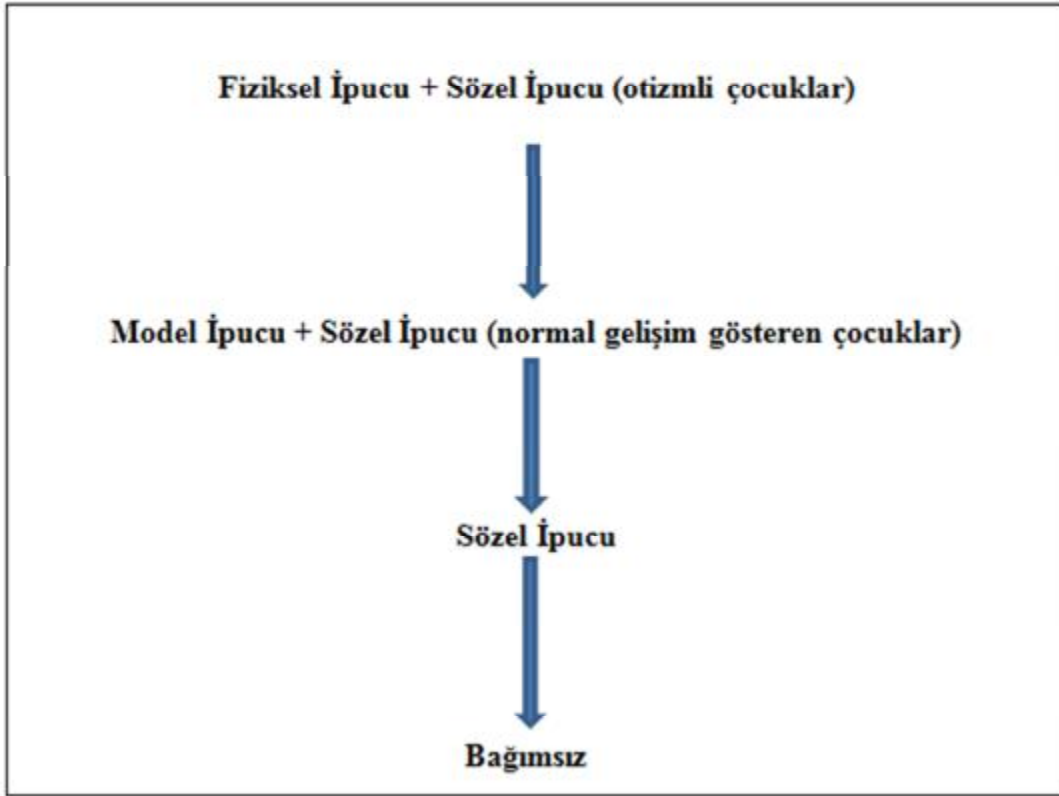 Fiziksel İpucu + Sözel İpucu (otizmli çocuklar)
Model İpucu + Sözel İpucu (normal gelişim gösteren çocuklar)
Sözel İpucu
Bağımsız